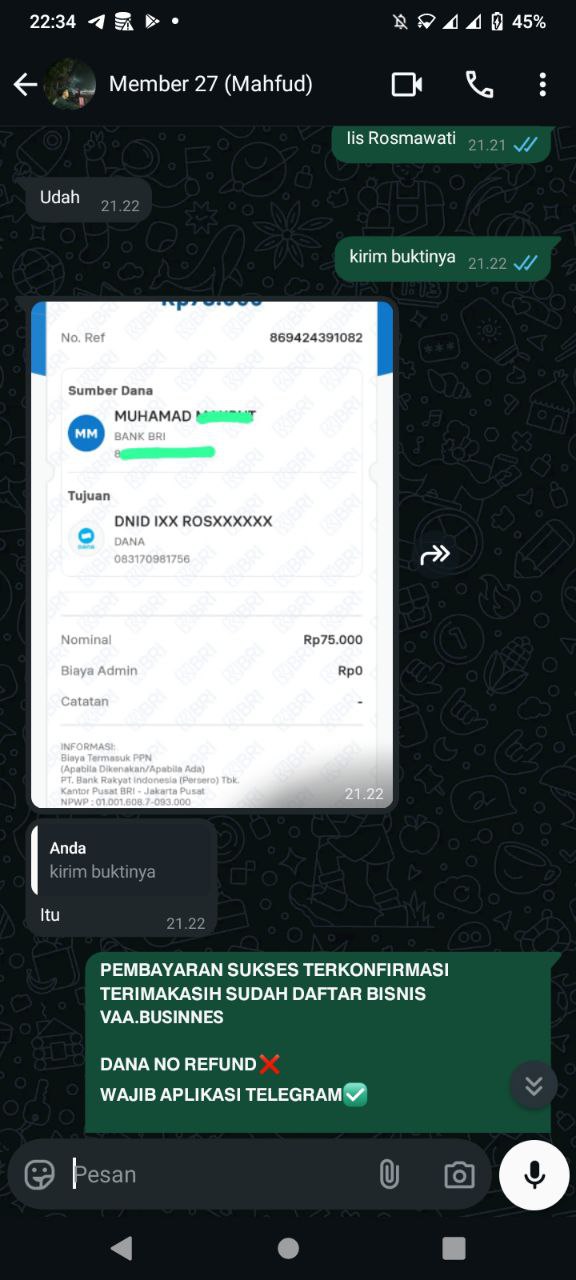 22:34
45%
Member 27 (Mahfud)
Iis Rosmawati 21.21
Udah 21.22
kirim buktinya 21.22
Rp75.000
No. Ref 869424391082
Sumber Dana
MUHAMAD
MM
BANK BRI
8
Tujuan
DNID IXX ROSXXXXXX
DANA
083170981756
Nominal Rp75.000
Biaya Admin Rp0
Catatan -
INFORMASI:
Biaya Termasuk PPN
(Apabila Dikenakan/Apabila Ada)
PT. Bank Rakyat Indonesia (Persero) Tbk.
Kantor Pusat BRI - Jakarta Pusat
NPWP : 01.001.608.7-093.000
21.22
Anda
kirim buktinya
Itu 21.22
PEMBAYARAN SUKSES TERKONFIRMASI
TERIMAKASIH SUDAH DAFTAR BISNIS
VAA.BUSINNES
DANA NO REFUND❌
WAJIB APLIKASI TELEGRAM✅
Pesan